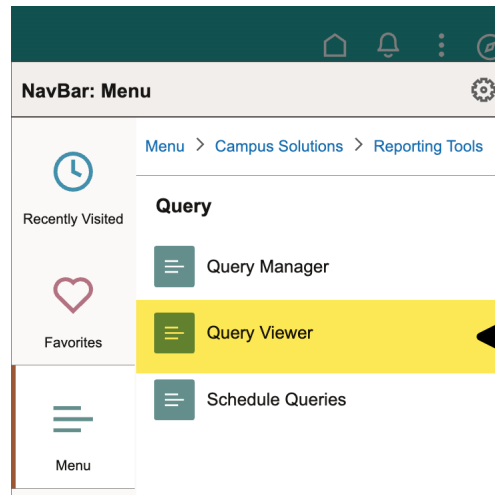 NavBar: Menu
Menu > Campus Solutions > Reporting Tools
Recently Visited
Query
Query Manager
Favorites
Query Viewer
Schedule Queries
Menu